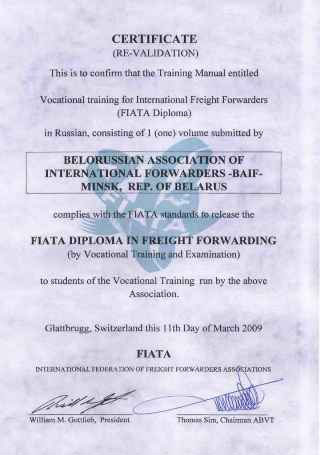 CERTIFICATE
(RE-VALIDATION)
This is to confirm that the Training Manual entitled
Vocational training for International Freight Forwarders
(FIATA Diploma)
in Russian, consisting of 1 (one) volume submitted by
BELORUSSIAN ASSOCIATION OF
INTERNATIONAL FORWARDERS -BAIF-
MINSK, REP. OF BELARUS
complies with the FIATA standards to release the
FIATA DIPLOMA IN FREIGHT FORWARDING
(by Vocational Training and Examination)
to students of the Vocational Training run by the above
Association.
Glattbrugg, Switzerland this 11th Day of March 2009
FIATA
INTERNATIONAL FEDERATION OF FREIGHT FORWARDERS ASSOCIATIONS
William M. Gottlieb, President Thomas Sim, Chairman ABVT